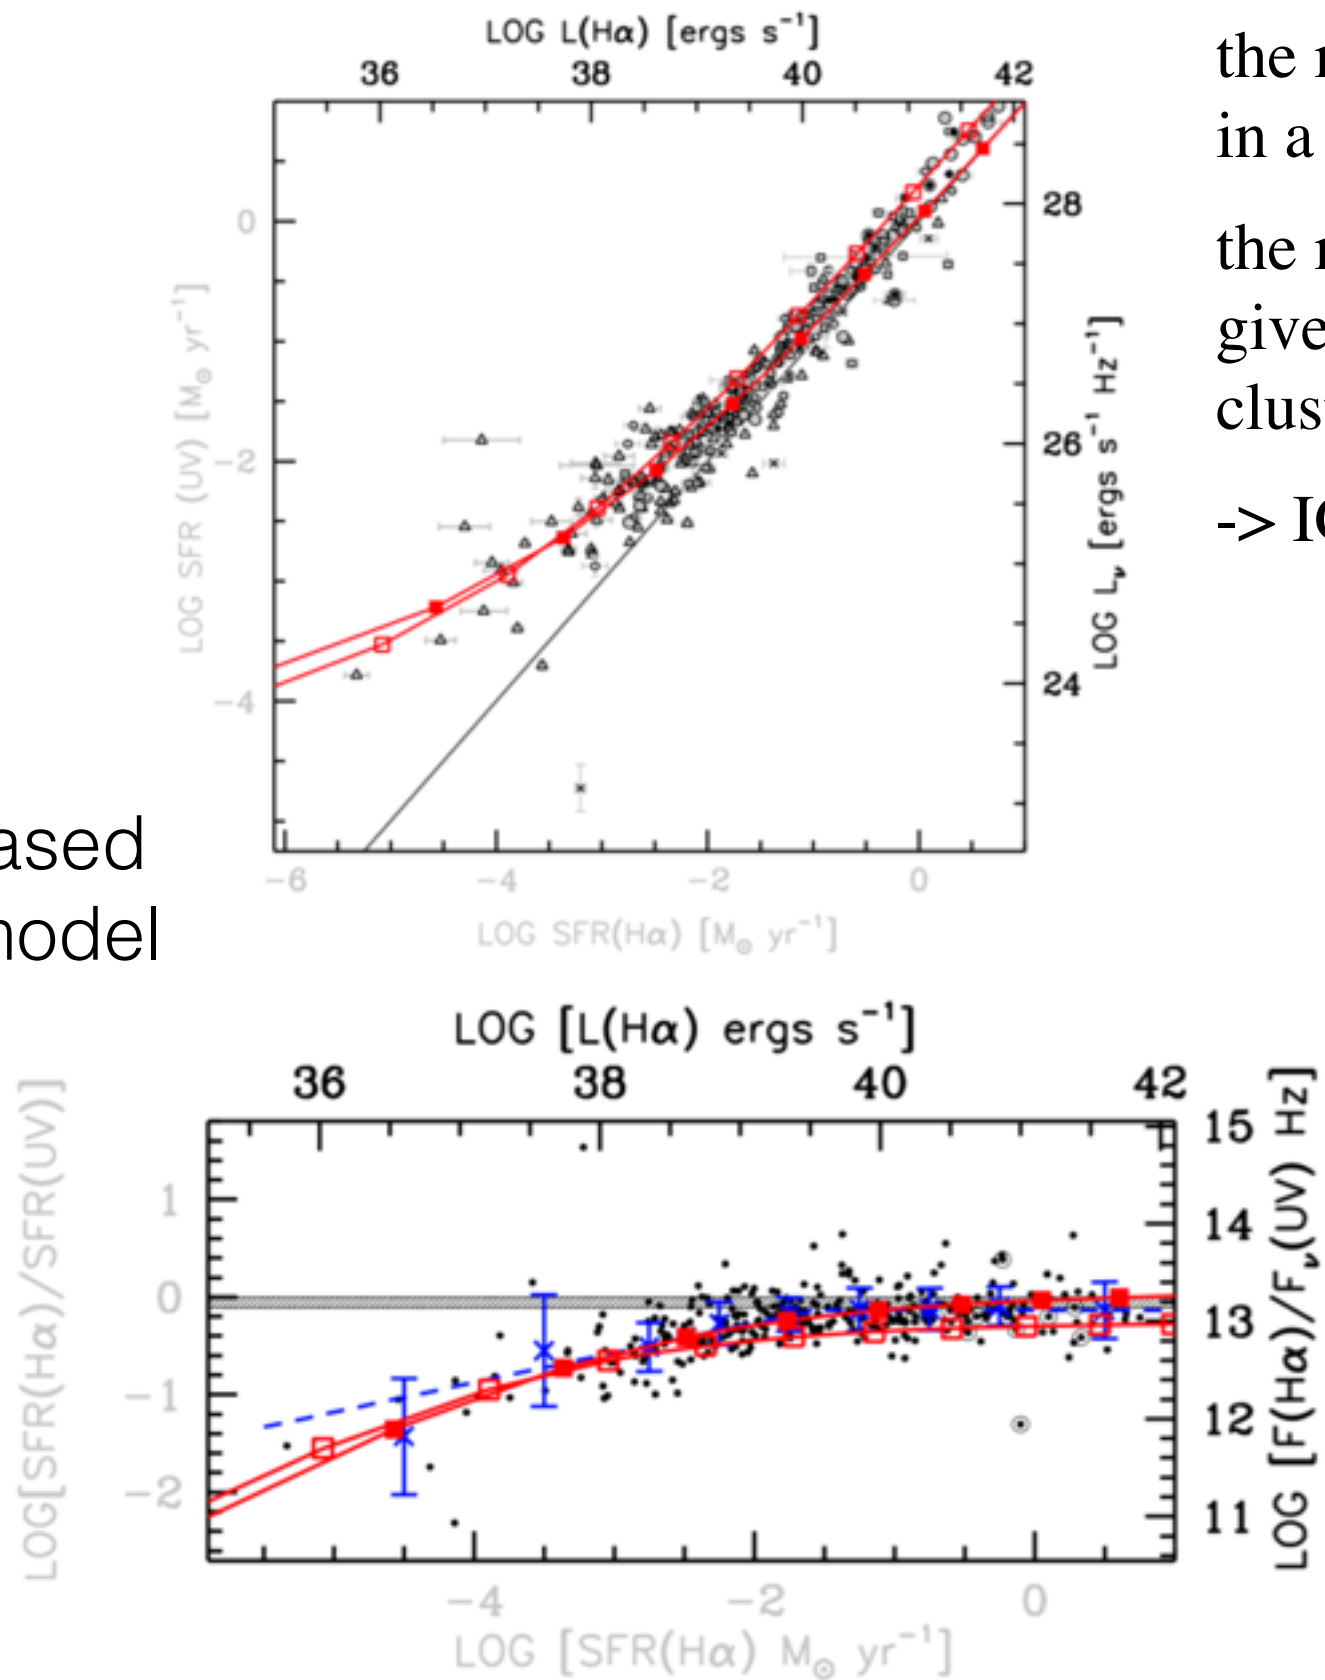 LOG L(Hα) [ergs s⁻¹]
36 38 40 42
0
−2
−4
LOG SFR (UV) [M⊙ yr⁻¹]
28
26
24
LOG Lν [ergs s⁻¹ Hz⁻¹]
−6 −4 −2 0
LOG SFR(Hα) [M⊙ yr⁻¹]
the
in a
the
give
->
LOG [L(Hα) ergs s⁻¹]
36 38 40 42
1
0
−1
−2
LOG[SFR(Hα)/SFR(UV)]
15
14
13
12
11
LOG [F(Hα)/Fν(UV) Hz]
−4 −2 0
LOG [SFR(Hα) M⊙ yr⁻¹]